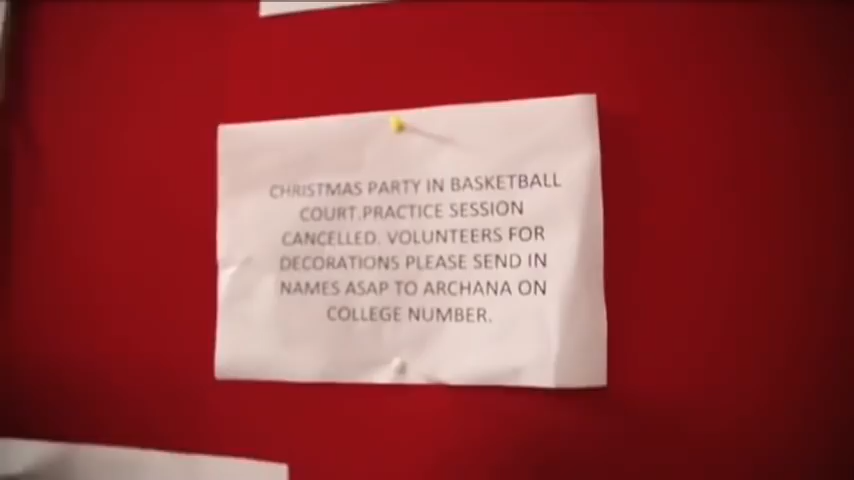 CHRISTMAS PARTY IN BASKETBALL
COURT.PRACTICE SESSION
CANCELLED. VOLUNTEERS FOR
DECORATIONS PLEASE SEND IN
NAMES ASAP TO ARCHANA ON
COLLEGE NUMBER.